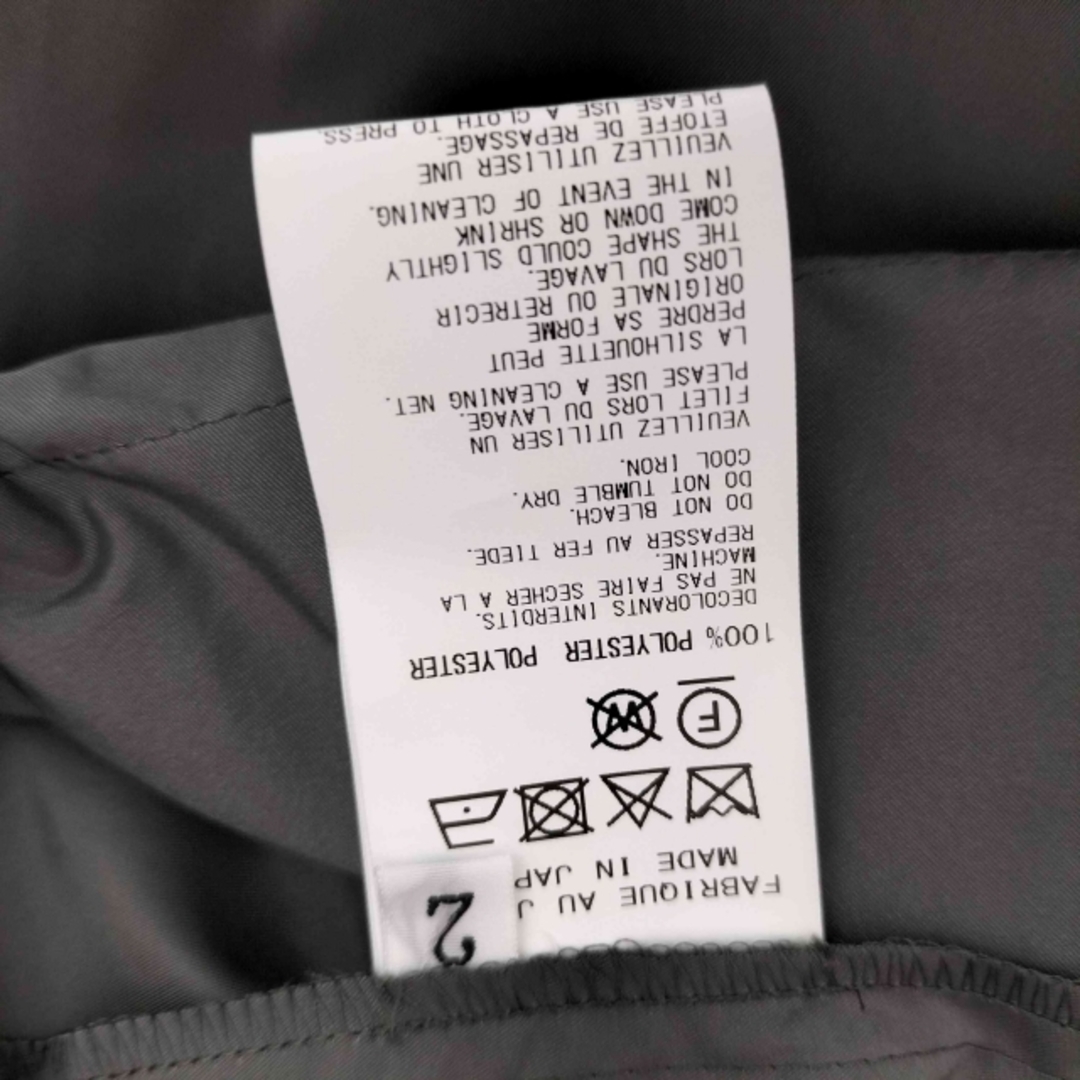 2
FABRIQUE AU J
MADE IN JAP
F
W
100% POLYESTER POLYESTER
DECOLORANTS INTERDITS.
NE PAS FAIRE SECHER A LA
MACHINE.
REPASSER AU FER TIEDE.
DO NOT BLEACH.
DO NOT TUMBLE DRY.
COOL IRON.
VEUILLEZ UTILISER UN
FILET LORS DU LAVAGE.
PLEASE USE A CLEANING NET.
LA SILHOUETTE PEUT
PERDRE SA FORME
ORIGINALE OU RETRECIR
LORS DU LAVAGE.
THE SHAPE COULD SLIGHTLY
COME DOWN OR SHRINK
IN THE EVENT OF CLEANING.
VEUILLEZ UTILISER UNE
ETOFFE DE REPASSAGE.
PLEASE USE A CLOTH TO PRESS.